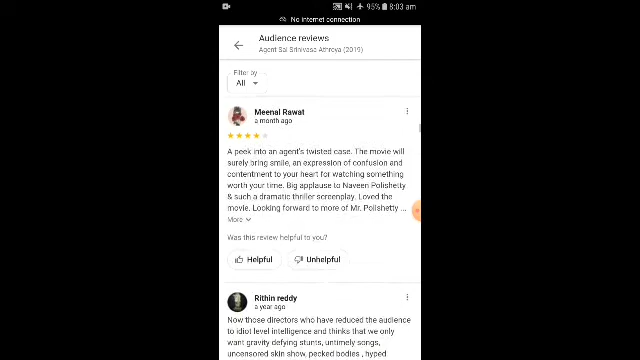 95% 8:03 am
No internet connection
Audience reviews
Agent Sai Srinivasa Athreya (2019)
Filter by
All
Meenal Rawat
a month ago
A peek into an agent's twisted case. The movie will
surely bring smile, an expression of confusion and
contentment to your heart for watching something
worth your time. Big applause to Naveen Polishetty
& such a dramatic thriller screenplay. Loved the
movie. Looking forward to more of Mr. Polishetty ...
More
Was this review helpful to you?
Helpful
Unhelpful
Rithin reddy
a year ago
Now those directors who have reduced the audience
to idiot level intelligence and thinks that we only
want gravity defying stunts, untimely songs,
uncensored skin show, pecked bodies , hyped